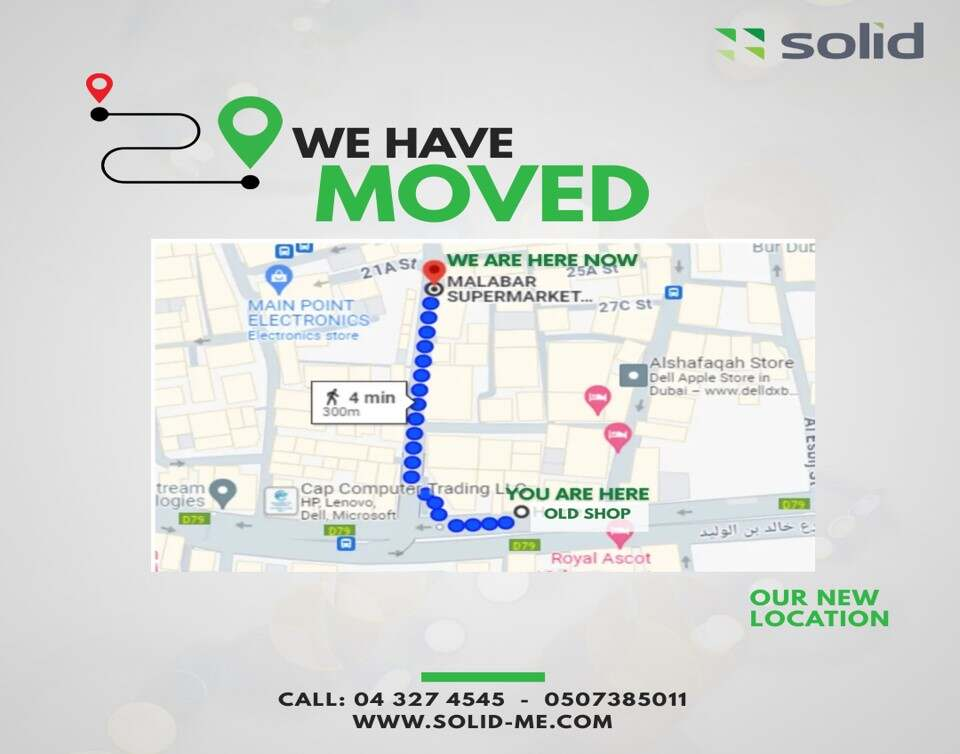 solid
WE HAVE
MOVED
Bur Dub
21A St
WE ARE HERE NOW
25A St
MALABAR
SUPERMARKET...
27C St
MAIN POINT
ELECTRONICS
Electronics store
Alshafaqah Store
Dell Apple Store in
Dubai – www.delldxb...
4 min
300m
tream
logies
Cap Computer Trading LLC
HP, Lenovo,
Dell, Microsoft
YOU ARE HERE
OLD SHOP
D79
D79
D79
D79
ع خالد بن الوليد
Royal Ascot
OUR NEW
LOCATION
CALL: 04 327 4545 - 0507385011
WWW.SOLID-ME.COM